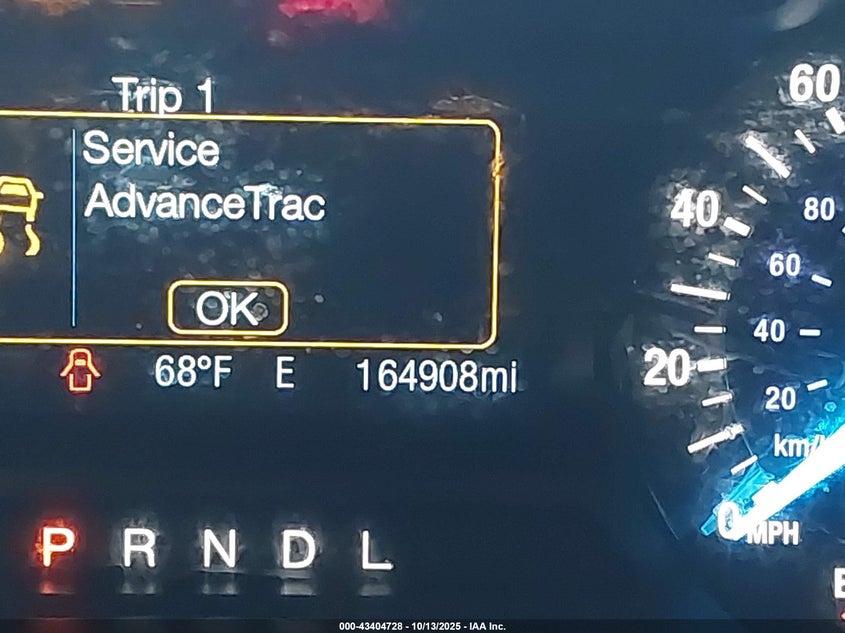 Trip 1
Service
AdvanceTrac
OK
68°F E 164908mi
P R N D L
60
40
20
0
MPH
80
60
40
20
km/
000-43404728 - 10/13/2025 - IAA Inc.